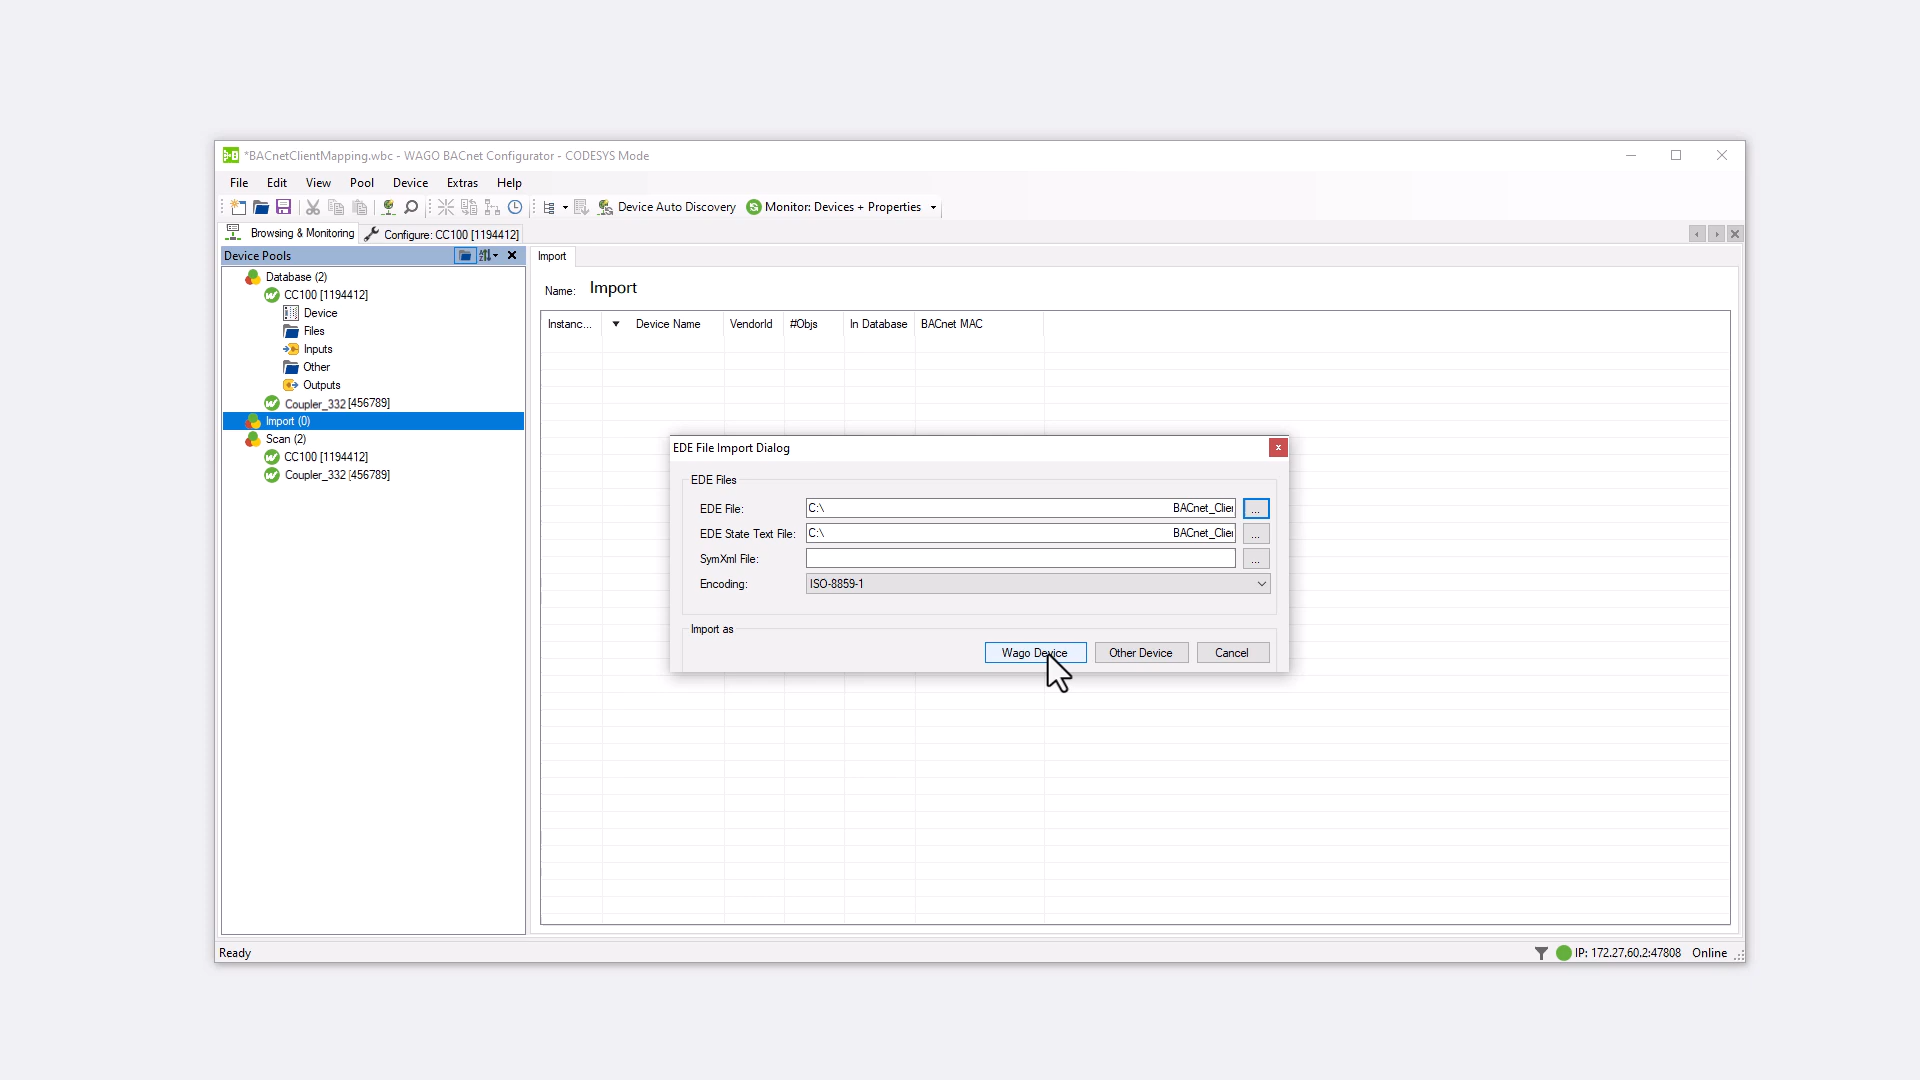 *BACnetClientMapping.wbc - WAGO BACnet Configurator - CODESYS Mode
File Edit View Pool Device Extras Help
Device Auto Discovery Monitor: Devices + Properties
Browsing & Monitoring Configure: CC100 [1194412]
Device Pools
Database (2)
CC100 [1194412]
Device
Files
Inputs
Other
Outputs
Coupler_332 [456789]
Import (0)
Scan (2)
CC100 [1194412]
Coupler_332 [456789]
Import
Name: Import
Instanc... Device Name VendorId #Objs In Database BACnet MAC
EDE File Import Dialog
EDE Files
EDE File: C:\ BACnet_Clie ...
EDE State Text File: C:\ BACnet_Clie ...
SymXml File: ...
Encoding: ISO-8859-1
Import as
Wago Device Other Device Cancel
Ready IP: 172.27.60.2:47808 Online